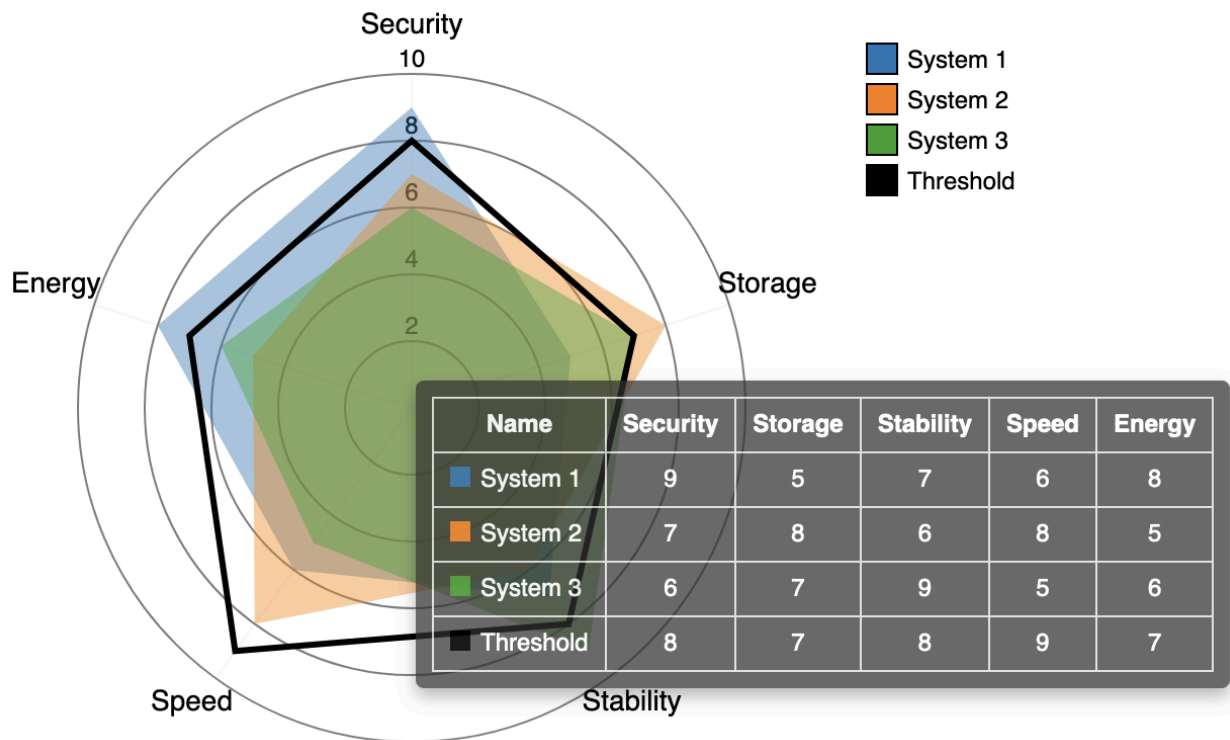 Security
10
8
6
4
2
Energy
Storage
Speed
Stability
System 1
System 2
System 3
Threshold
Name Security Storage Stability Speed Energy
System 1 9 5 7 6 8
System 2 7 8 6 8 5
System 3 6 7 9 5 6
Threshold 8 7 8 9 7